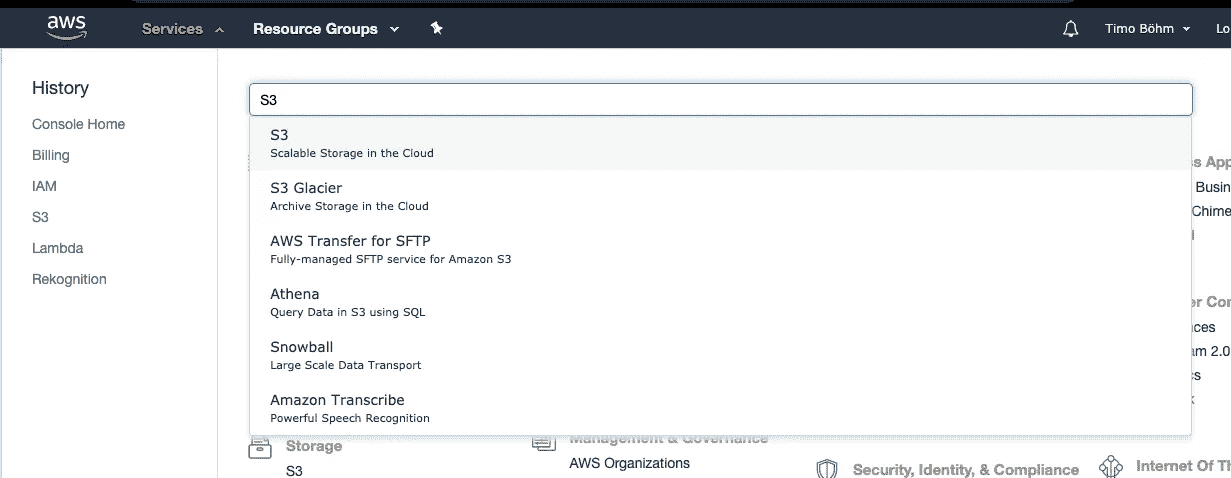 aws Services Resource Groups Timo Böhm Lo
History
Console Home
Billing
IAM
S3
Lambda
Rekognition
S3
S3
Scalable Storage in the Cloud
S3 Glacier
Archive Storage in the Cloud
AWS Transfer for SFTP
Fully-managed SFTP service for Amazon S3
Athena
Query Data in S3 using SQL
Snowball
Large Scale Data Transport
Amazon Transcribe
Powerful Speech Recognition
Storage
S3
Management & Governance
AWS Organizations
Security, Identity, & Compliance
Internet Of Th
s App
Busin
Chime
er Con
ces
am 2.0
cs